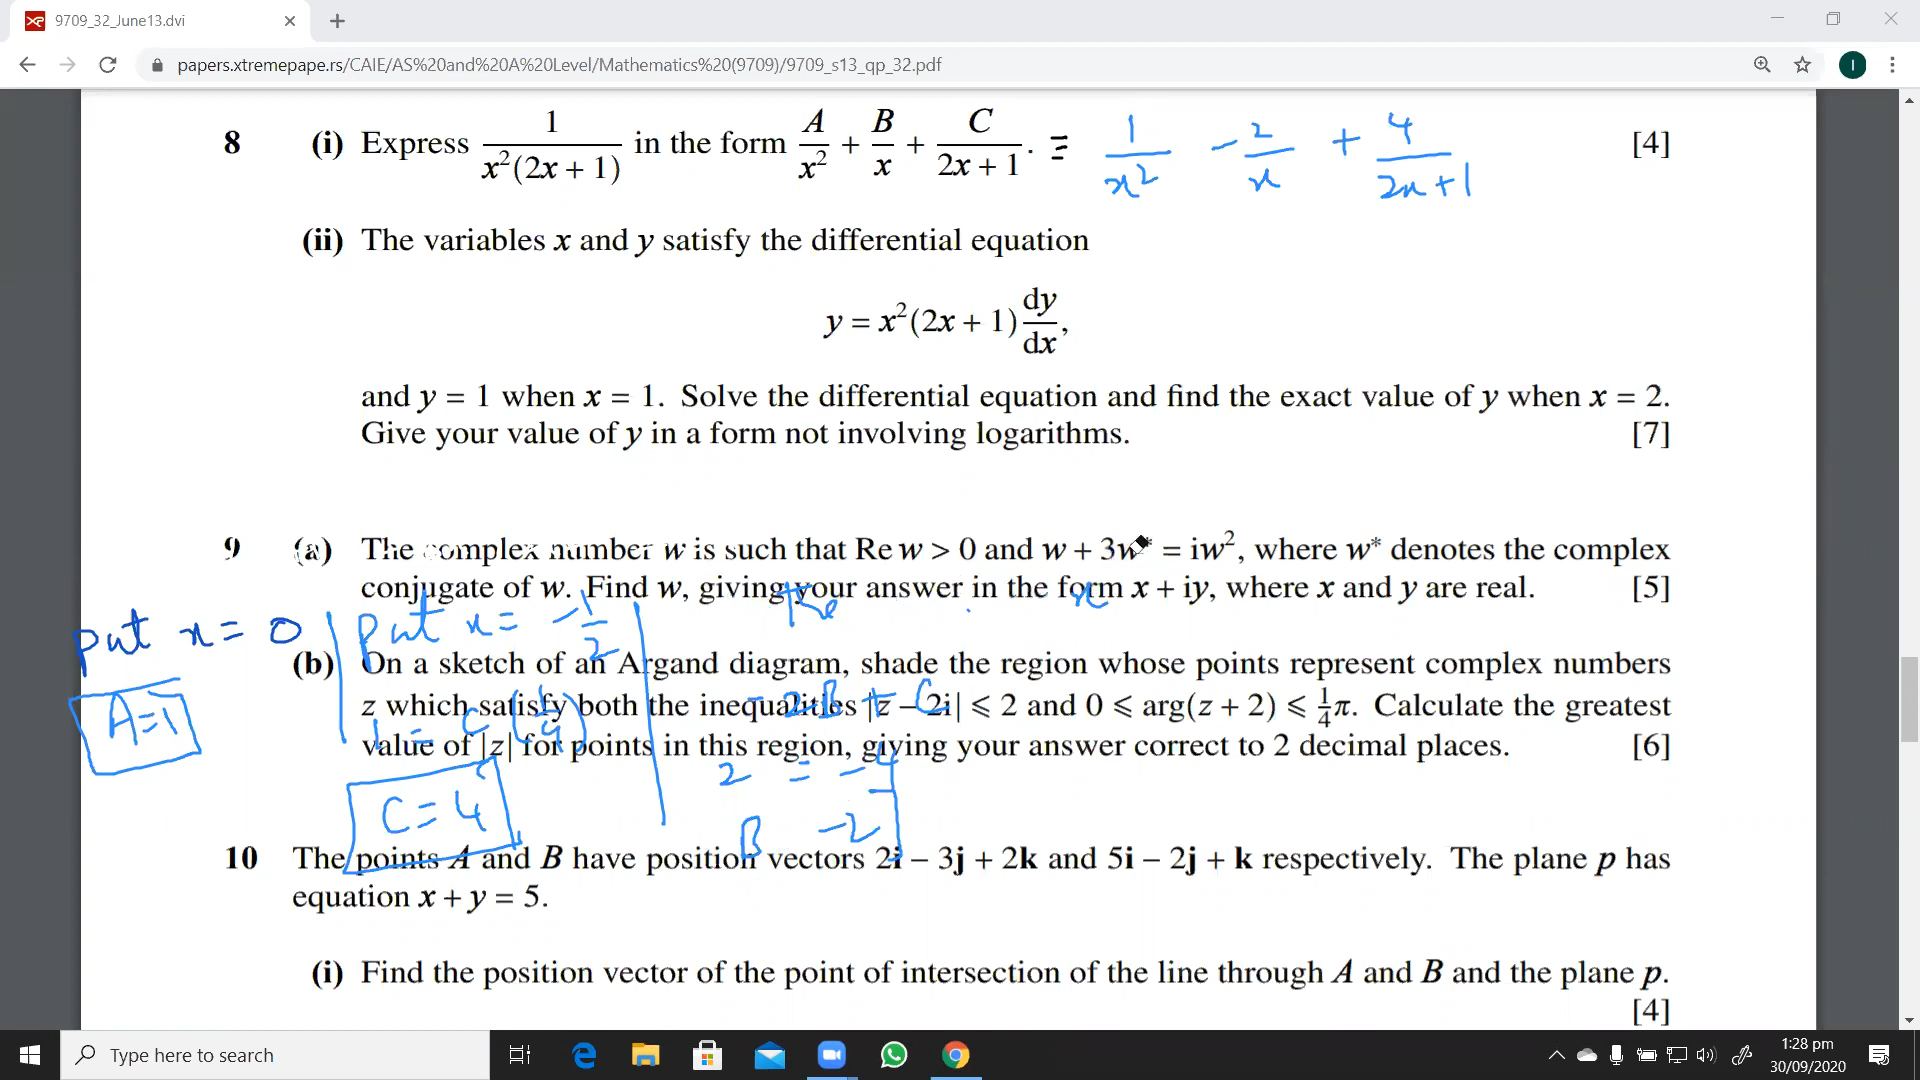 9709_32_June13.dvi
papers.xtremepape.rs/CAIE/AS%20and%20A%20Level/Mathematics%20(9709)/9709_s13_qp_32.pdf
I
8 (i) Express 1/(x²(2x + 1)) in the form A/x² + B/x + C/(2x + 1). ≡ 1/x² - 2/x + 4/(2x+1) [4]
(ii) The variables x and y satisfy the differential equation
y = x²(2x + 1) dy/dx,
and y = 1 when x = 1. Solve the differential equation and find the exact value of y when x = 2.
Give your value of y in a form not involving logarithms. [7]
9 (a) The complex number w is such that Re w > 0 and w + 3w* = iw², where w* denotes the complex
conjugate of w. Find w, giving your answer in the form x + iy, where x and y are real. [5]
put x = 0
put x = -1/2
The x
(b) On a sketch of an Argand diagram, shade the region whose points represent complex numbers
z which satisfy both the inequalities |z − 2i| ⩽ 2 and 0 ⩽ arg(z + 2) ⩽ ¼π. Calculate the greatest
value of |z| for points in this region, giving your answer correct to 2 decimal places. [6]
A=1
1 = C (1/4)
C = 4
- 2B + C
2 = -4
B -2
10 The points A and B have position vectors 2i − 3j + 2k and 5i − 2j + k respectively. The plane p has
equation x + y = 5.
(i) Find the position vector of the point of intersection of the line through A and B and the plane p.
[4]
Type here to search
1:28 pm
30/09/2020